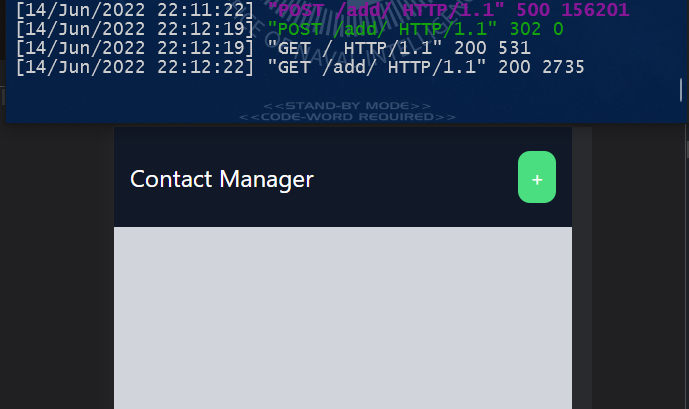 [14/Jun/2022 22:11:22] "POST /add/ HTTP/1.1" 500 156201
[14/Jun/2022 22:12:19] "POST /add/ HTTP/1.1" 302 0
[14/Jun/2022 22:12:19] "GET / HTTP/1.1" 200 531
[14/Jun/2022 22:12:22] "GET /add/ HTTP/1.1" 200 2735
<<STAND-BY MODE>>
<<CODE-WORD REQUIRED>>
Contact Manager
+